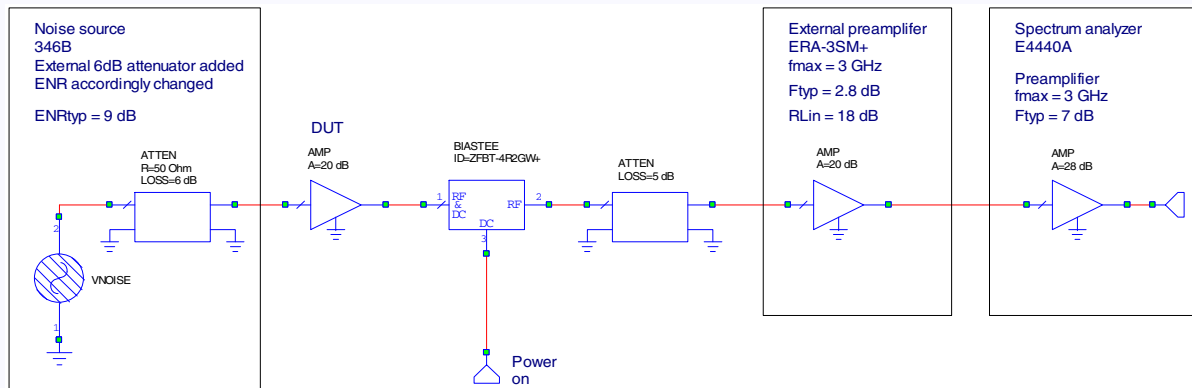 Noise source
346B
External 6dB attenuator added
ENR accordingly changed
ENRtyp = 9 dB
ATTEN
R=50 Ohm
LOSS=6 dB
2
VNOISE
1
DUT
AMP
A=20 dB
BIASTEE
ID=ZFBT-4R2GW+
1
RF
&
DC
RF
2
DC
3
Power
on
ATTEN
LOSS=5 dB
External preamplifer
ERA-3SM+
fmax = 3 GHz
Ftyp = 2.8 dB
RLin = 18 dB
AMP
A=20 dB
Spectrum analyzer
E4440A
Preamplifier
fmax = 3 GHz
Ftyp = 7 dB
AMP
A=28 dB